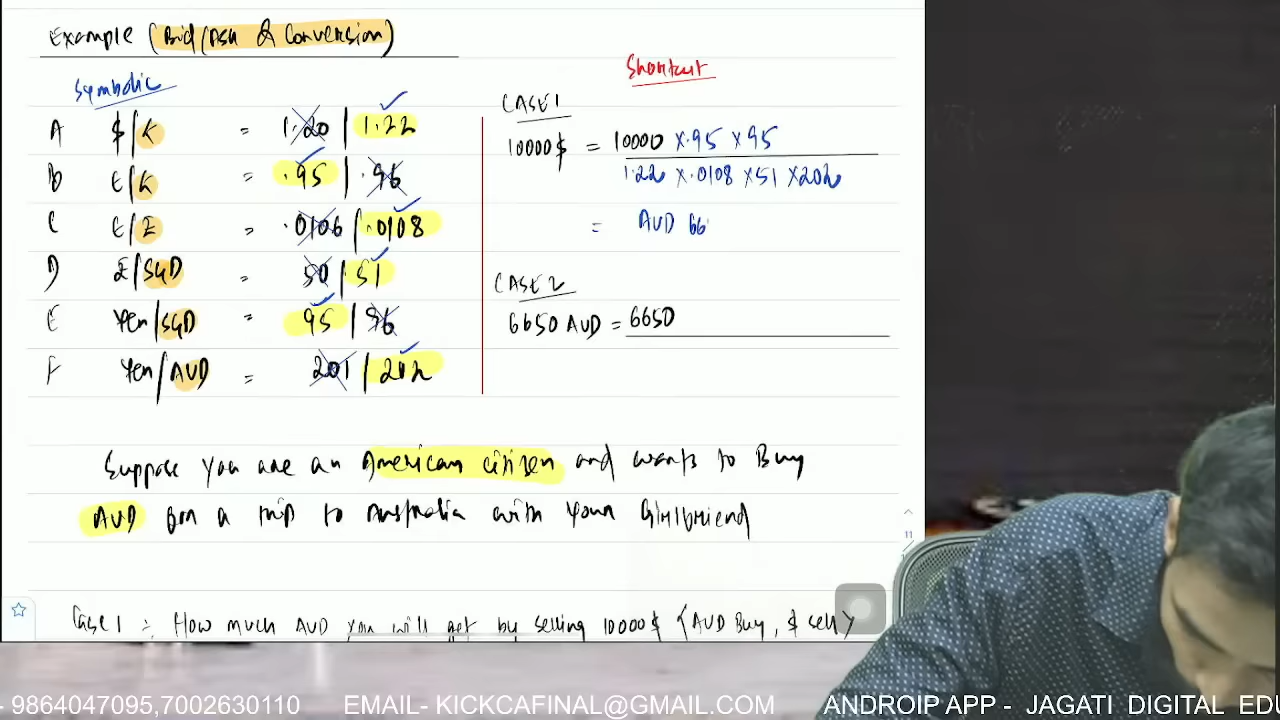 Example (Bid/Ask & Conversion)
Symbolic
Shortcut
A $/K = 1.20 | 1.22
B £/K = .95 | .96
C £/ = .0106 | .0108
D /SGD = 50 | 51
E Yen/SGD = 95 | 96
F Yen/AUD = 201 | 202
CASE 1
10000$ = 10000 x .95 x 95
1.22 x .0108 x 51 x 202
= AUD 66
CASE 2
6650 AUD = 6650
Suppose you are an American citizen and wants to Buy
AUD for a trip to Australia with your Girlfriend
11
Case 1 :- How much AUD you will get by selling 10000$ {AUD Buy, $ sell}
- 9864047095,7002630110 EMAIL- KICKCAFINAL@GMAIL.COM ANDROIP APP - JAGATI DIGITAL EDU